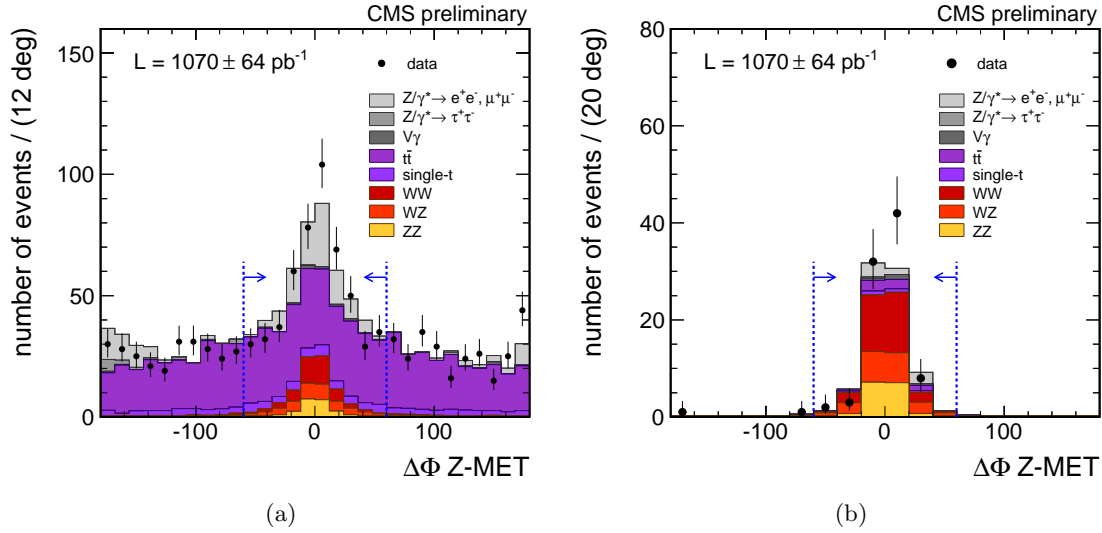 CMS preliminary
number of events / (12 deg)
L = 1070 ± 64 pb⁻¹
data
Z/γ*→ e⁺e⁻, μ⁺μ⁻
Z/γ*→ τ⁺τ⁻
Vγ
tt̄
single-t
WW
WZ
ZZ
150
100
50
0
-100 0 100
ΔΦ Z-MET
(a)
CMS preliminary
number of events / (20 deg)
L = 1070 ± 64 pb⁻¹
data
Z/γ*→ e⁺e⁻, μ⁺μ⁻
Z/γ*→ τ⁺τ⁻
Vγ
tt̄
single-t
WW
WZ
ZZ
80
60
40
20
0
-100 0 100
ΔΦ Z-MET
(b)